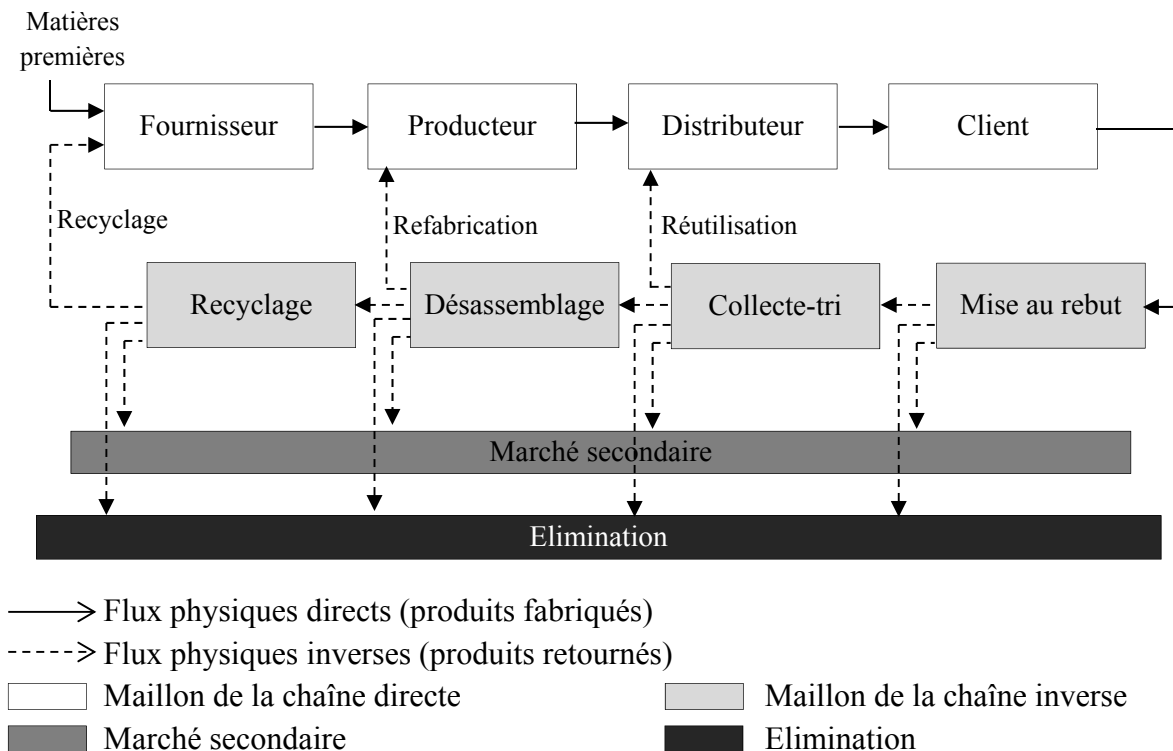 Matières
premières
Fournisseur
Producteur
Distributeur
Client
Recyclage
Refabrication
Réutilisation
Recyclage
Désassemblage
Collecte-tri
Mise au rebut
Marché secondaire
Elimination
Flux physiques directs (produits fabriqués)
Flux physiques inverses (produits retournés)
Maillon de la chaîne directe
Maillon de la chaîne inverse
Marché secondaire
Elimination